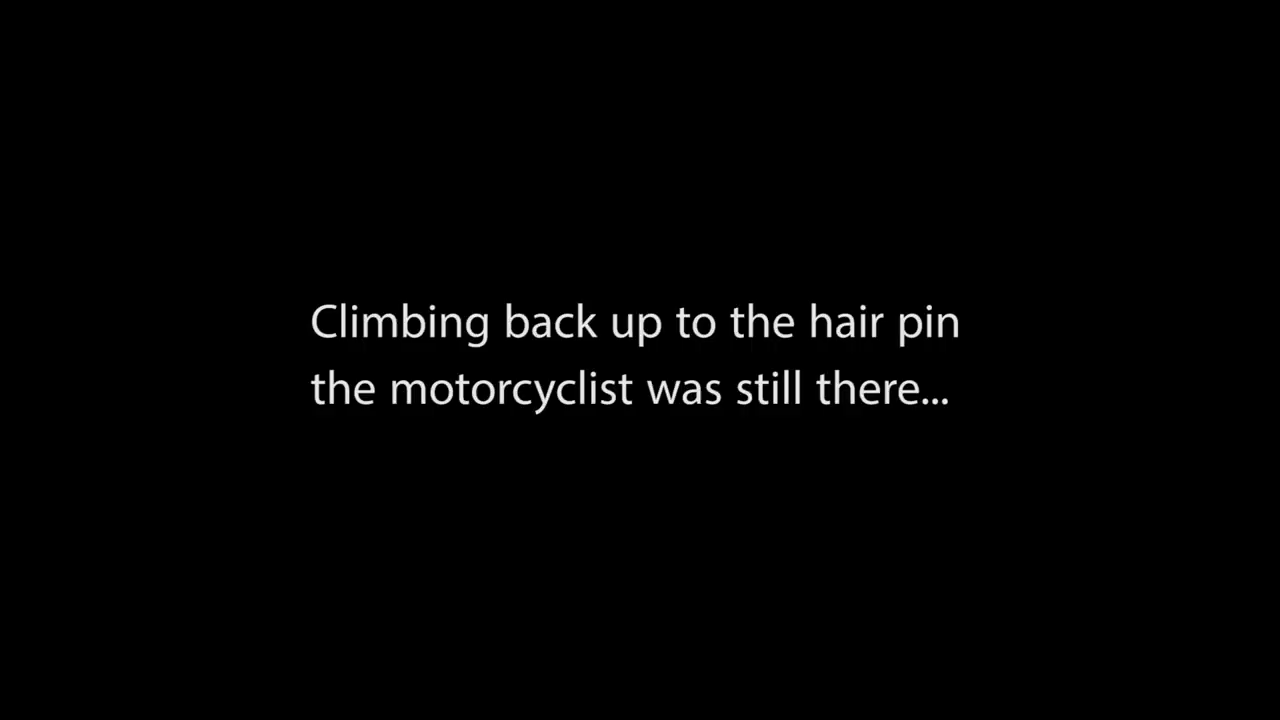 Climbing back up to the hair pin
the motorcyclist was still there...